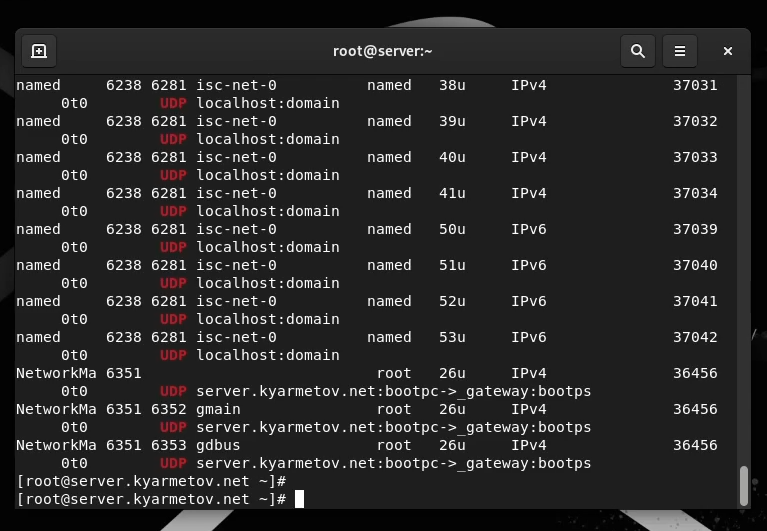 root@server:~
named 6238 6281 isc-net-0 named 38u IPv4 37031
0t0 UDP localhost:domain
named 6238 6281 isc-net-0 named 39u IPv4 37032
0t0 UDP localhost:domain
named 6238 6281 isc-net-0 named 40u IPv4 37033
0t0 UDP localhost:domain
named 6238 6281 isc-net-0 named 41u IPv4 37034
0t0 UDP localhost:domain
named 6238 6281 isc-net-0 named 50u IPv6 37039
0t0 UDP localhost:domain
named 6238 6281 isc-net-0 named 51u IPv6 37040
0t0 UDP localhost:domain
named 6238 6281 isc-net-0 named 52u IPv6 37041
0t0 UDP localhost:domain
named 6238 6281 isc-net-0 named 53u IPv6 37042
0t0 UDP localhost:domain
NetworkMa 6351 root 26u IPv4 36456
0t0 UDP server.kyarmetov.net:bootpc->_gateway:bootps
NetworkMa 6351 6352 gmain root 26u IPv4 36456
0t0 UDP server.kyarmetov.net:bootpc->_gateway:bootps
NetworkMa 6351 6353 gdbus root 26u IPv4 36456
0t0 UDP server.kyarmetov.net:bootpc->_gateway:bootps
[root@server.kyarmetov.net ~]#
[root@server.kyarmetov.net ~]#